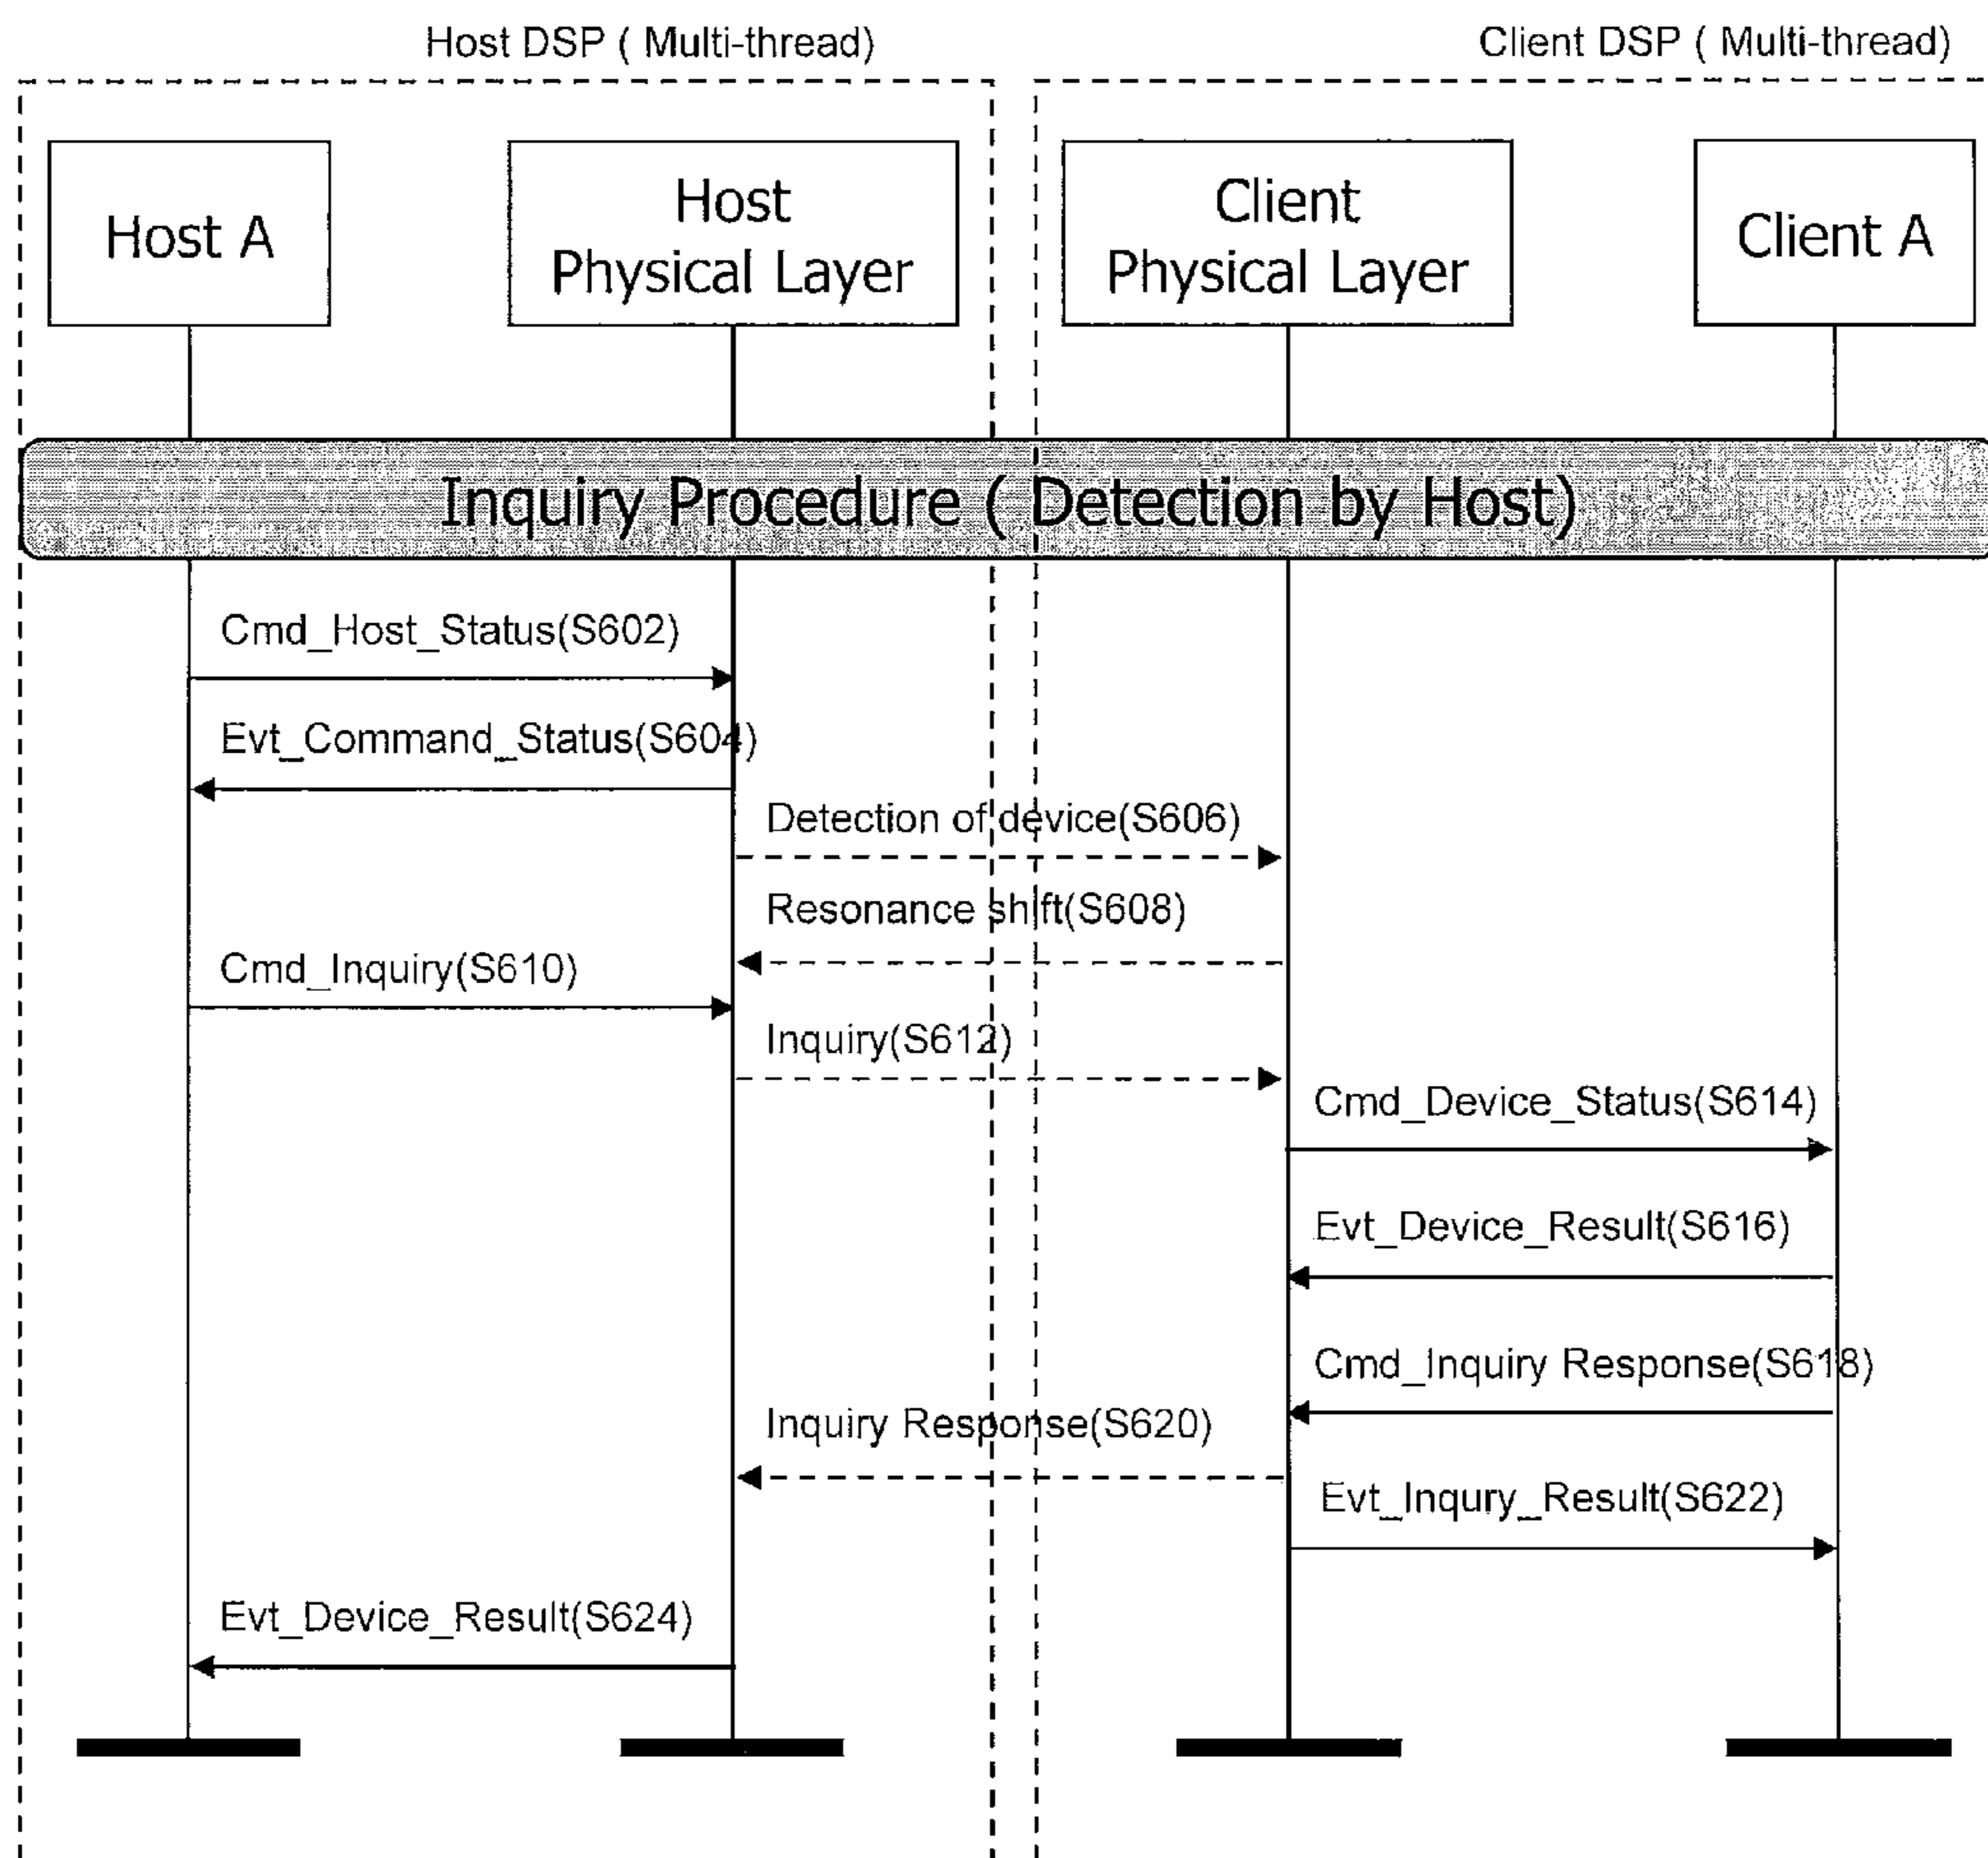 Host DSP ( Multi-thread)
Client DSP ( Multi-thread)
Host A
Host
Physical Layer
Client
Physical Layer
Client A
Inquiry Procedure ( Detection by Host)
Cmd_Host_Status(S602)
Evt_Command_Status(S604)
Detection of device(S606)
Resonance shift(S608)
Cmd_Inquiry(S610)
Inquiry(S612)
Cmd_Device_Status(S614)
Evt_Device_Result(S616)
Cmd_Inquiry Response(S618)
Inquiry Response(S620)
Evt_Inqury_Result(S622)
Evt_Device_Result(S624)